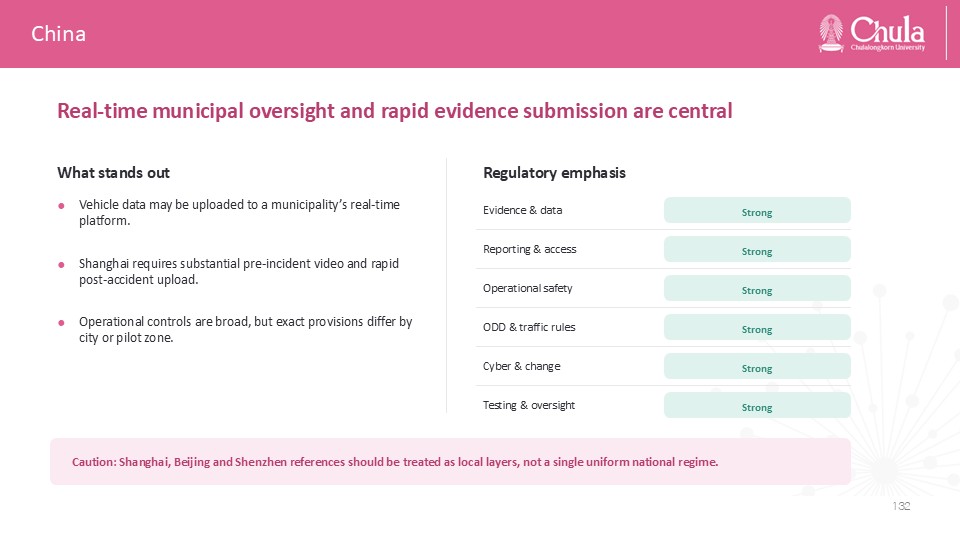 China
Chula
Chulalongkorn University
Real-time municipal oversight and rapid evidence submission are central
What stands out
● Vehicle data may be uploaded to a municipality’s real-time
platform.
● Shanghai requires substantial pre-incident video and rapid
post-accident upload.
● Operational controls are broad, but exact provisions differ by
city or pilot zone.
Regulatory emphasis
Evidence & data Strong
Reporting & access Strong
Operational safety Strong
ODD & traffic rules Strong
Cyber & change Strong
Testing & oversight Strong
Caution: Shanghai, Beijing and Shenzhen references should be treated as local layers, not a single uniform national regime.
132